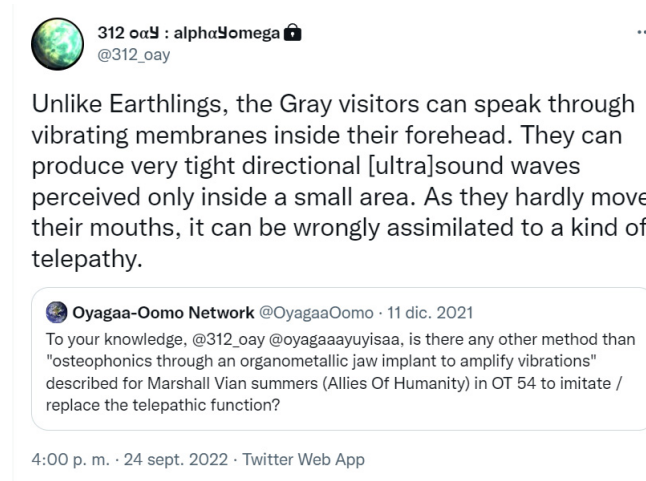 312 oαY : alphαYomega
@312_oay
Unlike Earthlings, the Gray visitors can speak through
vibrating membranes inside their forehead. They can
produce very tight directional [ultra]sound waves
perceived only inside a small area. As they hardly move
their mouths, it can be wrongly assimilated to a kind of
telepathy.
Oyagaa-Oomo Network @OyagaaOomo · 11 dic. 2021
To your knowledge, @312_oay @oyagaaayuyisaa, is there any other method than
"osteophonics through an organometallic jaw implant to amplify vibrations"
described for Marshall Vian summers (Allies Of Humanity) in OT 54 to imitate /
replace the telepathic function?
4:00 p. m. · 24 sept. 2022 · Twitter Web App